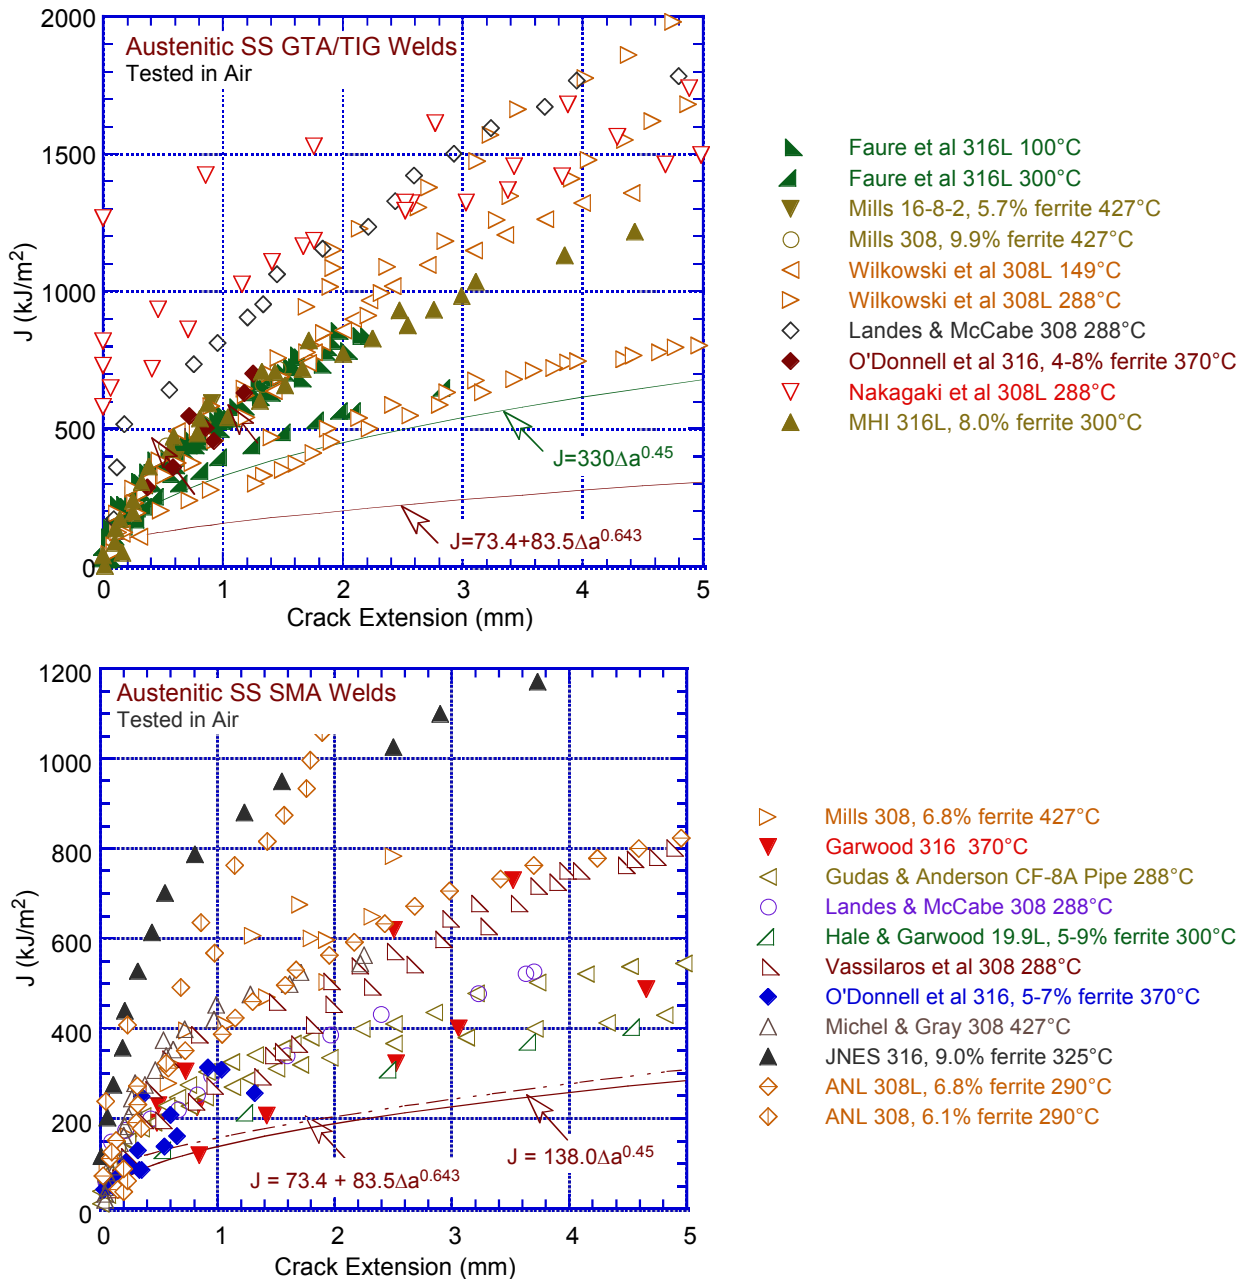 Austenitic SS GTA/TIG Welds
Tested in Air
J (kJ/m²)
2000
1500
1000
500
0
0 1 2 3 4 5
Crack Extension (mm)
J=330Δa^0.45
J=73.4+83.5Δa^0.643
Faure et al 316L 100°C
Faure et al 316L 300°C
Mills 16-8-2, 5.7% ferrite 427°C
Mills 308, 9.9% ferrite 427°C
Wilkowski et al 308L 149°C
Wilkowski et al 308L 288°C
Landes & McCabe 308 288°C
O'Donnell et al 316, 4-8% ferrite 370°C
Nakagaki et al 308L 288°C
MHI 316L, 8.0% ferrite 300°C
Austenitic SS SMA Welds
Tested in Air
J (kJ/m²)
1200
1000
800
600
400
200
0
0 1 2 3 4 5
Crack Extension (mm)
J = 138.0Δa^0.45
J = 73.4 + 83.5Δa^0.643
Mills 308, 6.8% ferrite 427°C
Garwood 316 370°C
Gudas & Anderson CF-8A Pipe 288°C
Landes & McCabe 308 288°C
Hale & Garwood 19.9L, 5-9% ferrite 300°C
Vassilaros et al 308 288°C
O'Donnell et al 316, 5-7% ferrite 370°C
Michel & Gray 308 427°C
JNES 316, 9.0% ferrite 325°C
ANL 308L, 6.8% ferrite 290°C
ANL 308, 6.1% ferrite 290°C